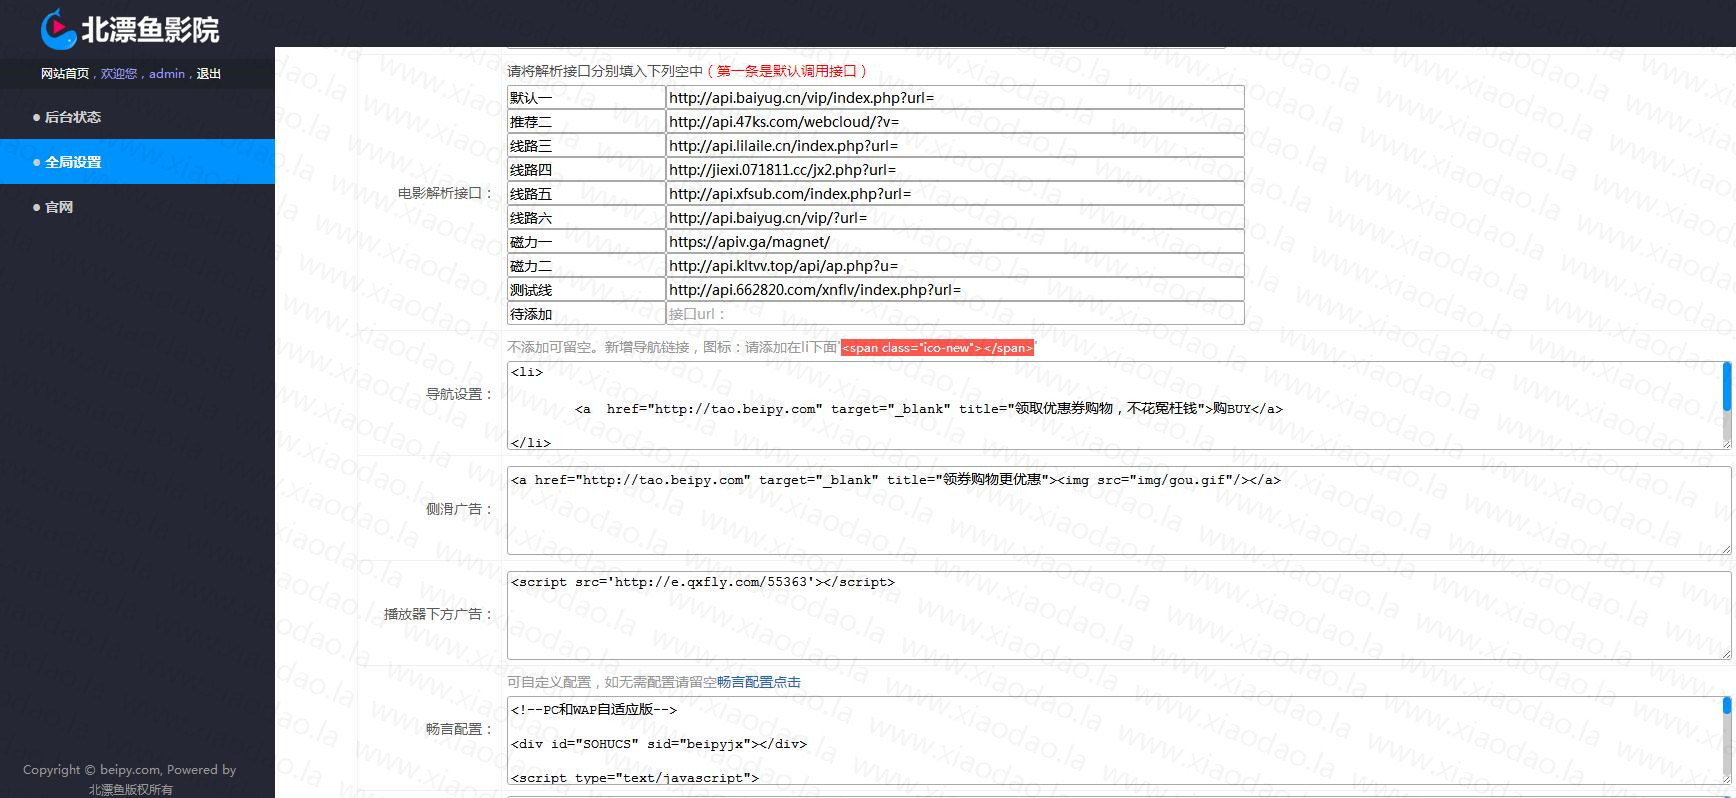 北漂鱼影院
网站首页，欢迎您，admin，退出
● 后台状态
● 全局设置
● 官网
请将解析接口分别填入下列空中（第一条是默认调用接口）
电影解析接口：
默认一 http://api.baiyug.cn/vip/index.php?url=
推荐二 http://api.47ks.com/webcloud/?v=
线路三 http://api.lilaile.cn/index.php?url=
线路四 http://jiexi.071811.cc/jx2.php?url=
线路五 http://api.xfsub.com/index.php?url=
线路六 http://api.baiyug.cn/vip/?url=
磁力一 https://apiv.ga/magnet/
磁力二 http://api.kltvv.top/api/ap.php?u=
测试线 http://api.662820.com/xnflv/index.php?url=
待添加 接口url：
不添加可留空。新增导航链接，图标：请添加在li下面"<span class="ico-new"></span>"
导航设置：
<li>
<a  href="http://tao.beipy.com" target="_blank" title="领取优惠券购物，不花冤枉钱">购BUY</a>
</li>
侧滑广告：
<a href="http://tao.beipy.com" target="_blank" title="领券购物更优惠"><img src="img/gou.gif"/></a>
播放器下方广告：
<script src='http://e.qxfly.com/55363'></script>
可自定义配置，如无需配置请留空畅言配置点击
畅言配置：
<!--PC和WAP自适应版-->
<div id="SOHUCS" sid="beipyjx"></div>
<script type="text/javascript">
Copyright © beipy.com, Powered by
北漂鱼版权所有
www.xiaodao.la